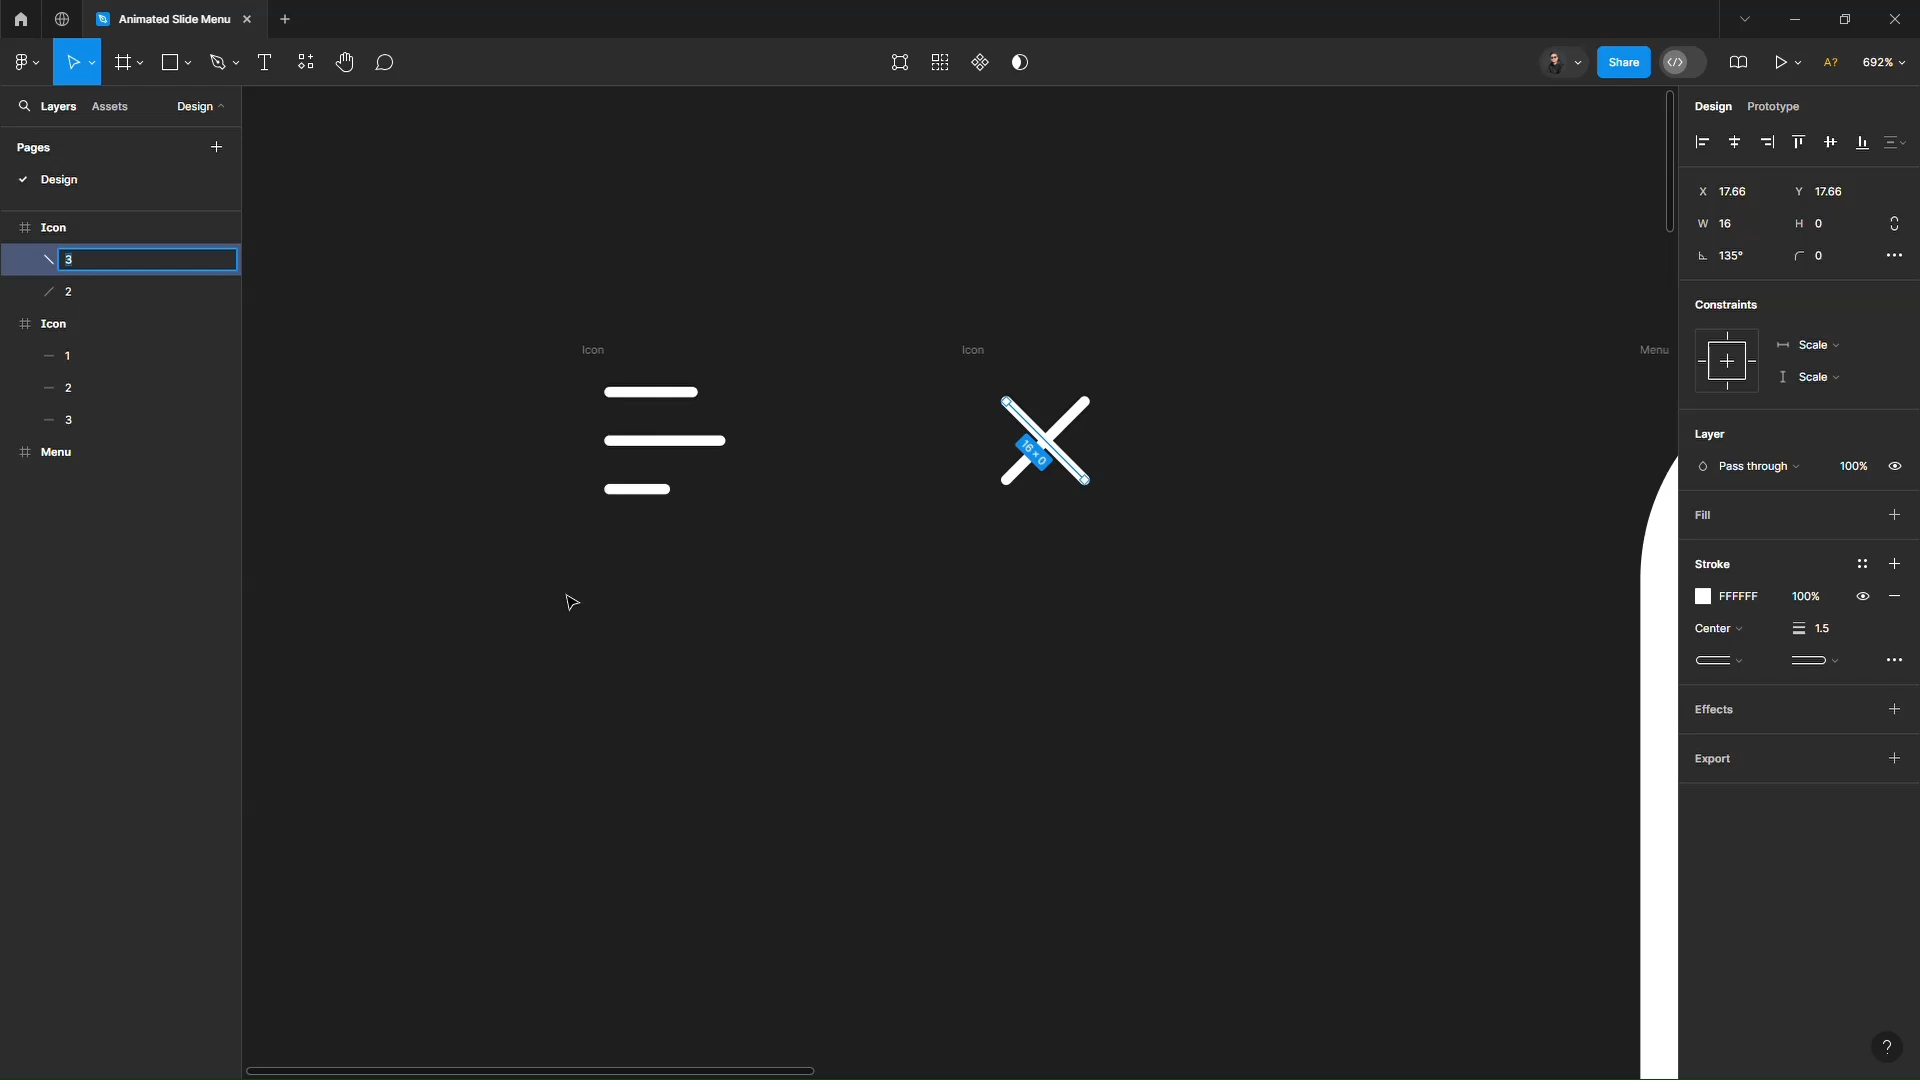 Animated Slide Menu
Share
A?
692%
Layers
Assets
Design
Design
Prototype
Pages
Design
X 17.66
Y 17.66
W 16
H 0
135°
0
Icon
3
2
Icon
1
2
3
Menu
Constraints
Scale
Scale
Icon
Icon
Menu
16 × 0
Layer
Pass through
100%
Fill
Stroke
FFFFFF
100%
Center
1.5
Effects
Export
?